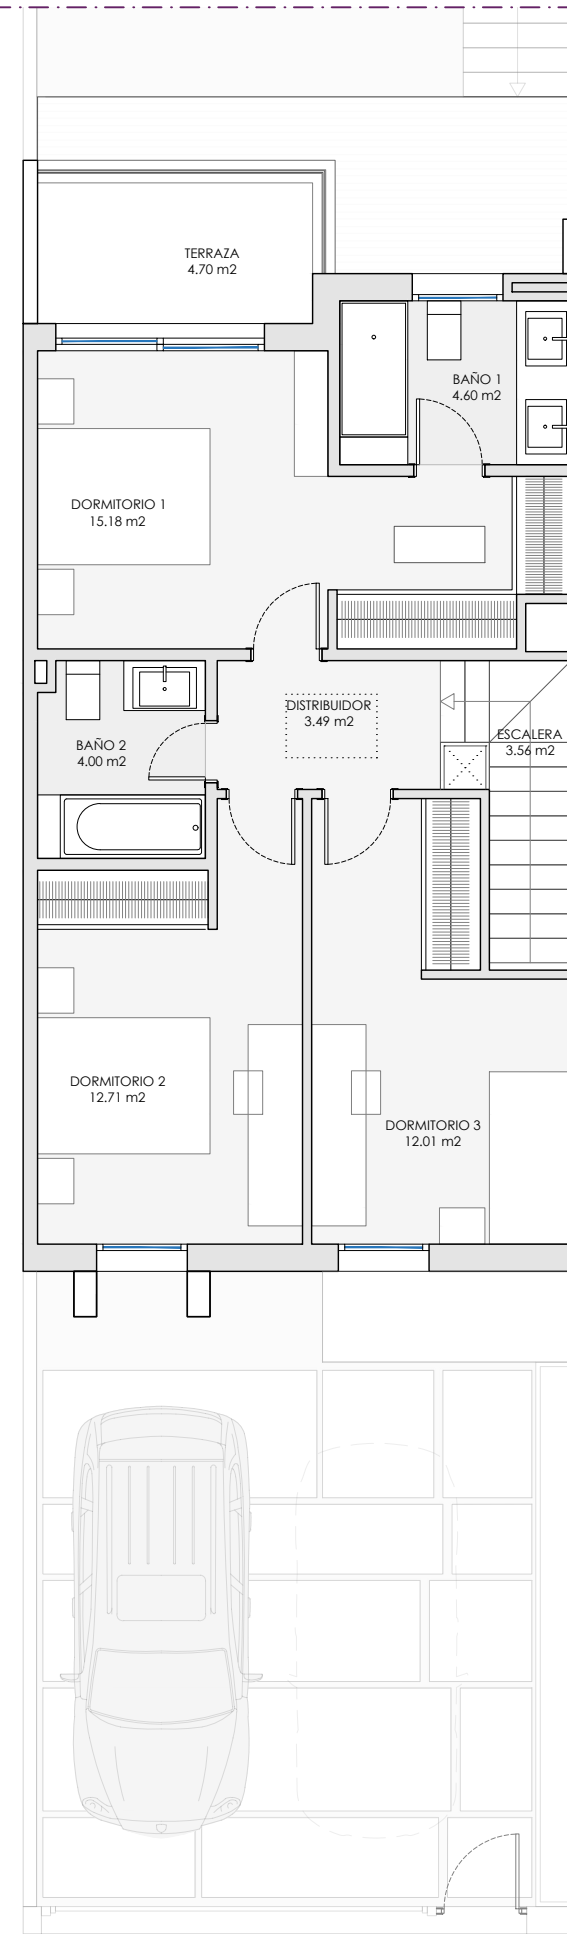 TERRAZA
4.70 m2
BAÑO 1
4.60 m2
DORMITORIO 1
15.18 m2
DISTRIBUIDOR
3.49 m2
ESCALERA
3.56 m2
BAÑO 2
4.00 m2
DORMITORIO 2
12.71 m2
DORMITORIO 3
12.01 m2